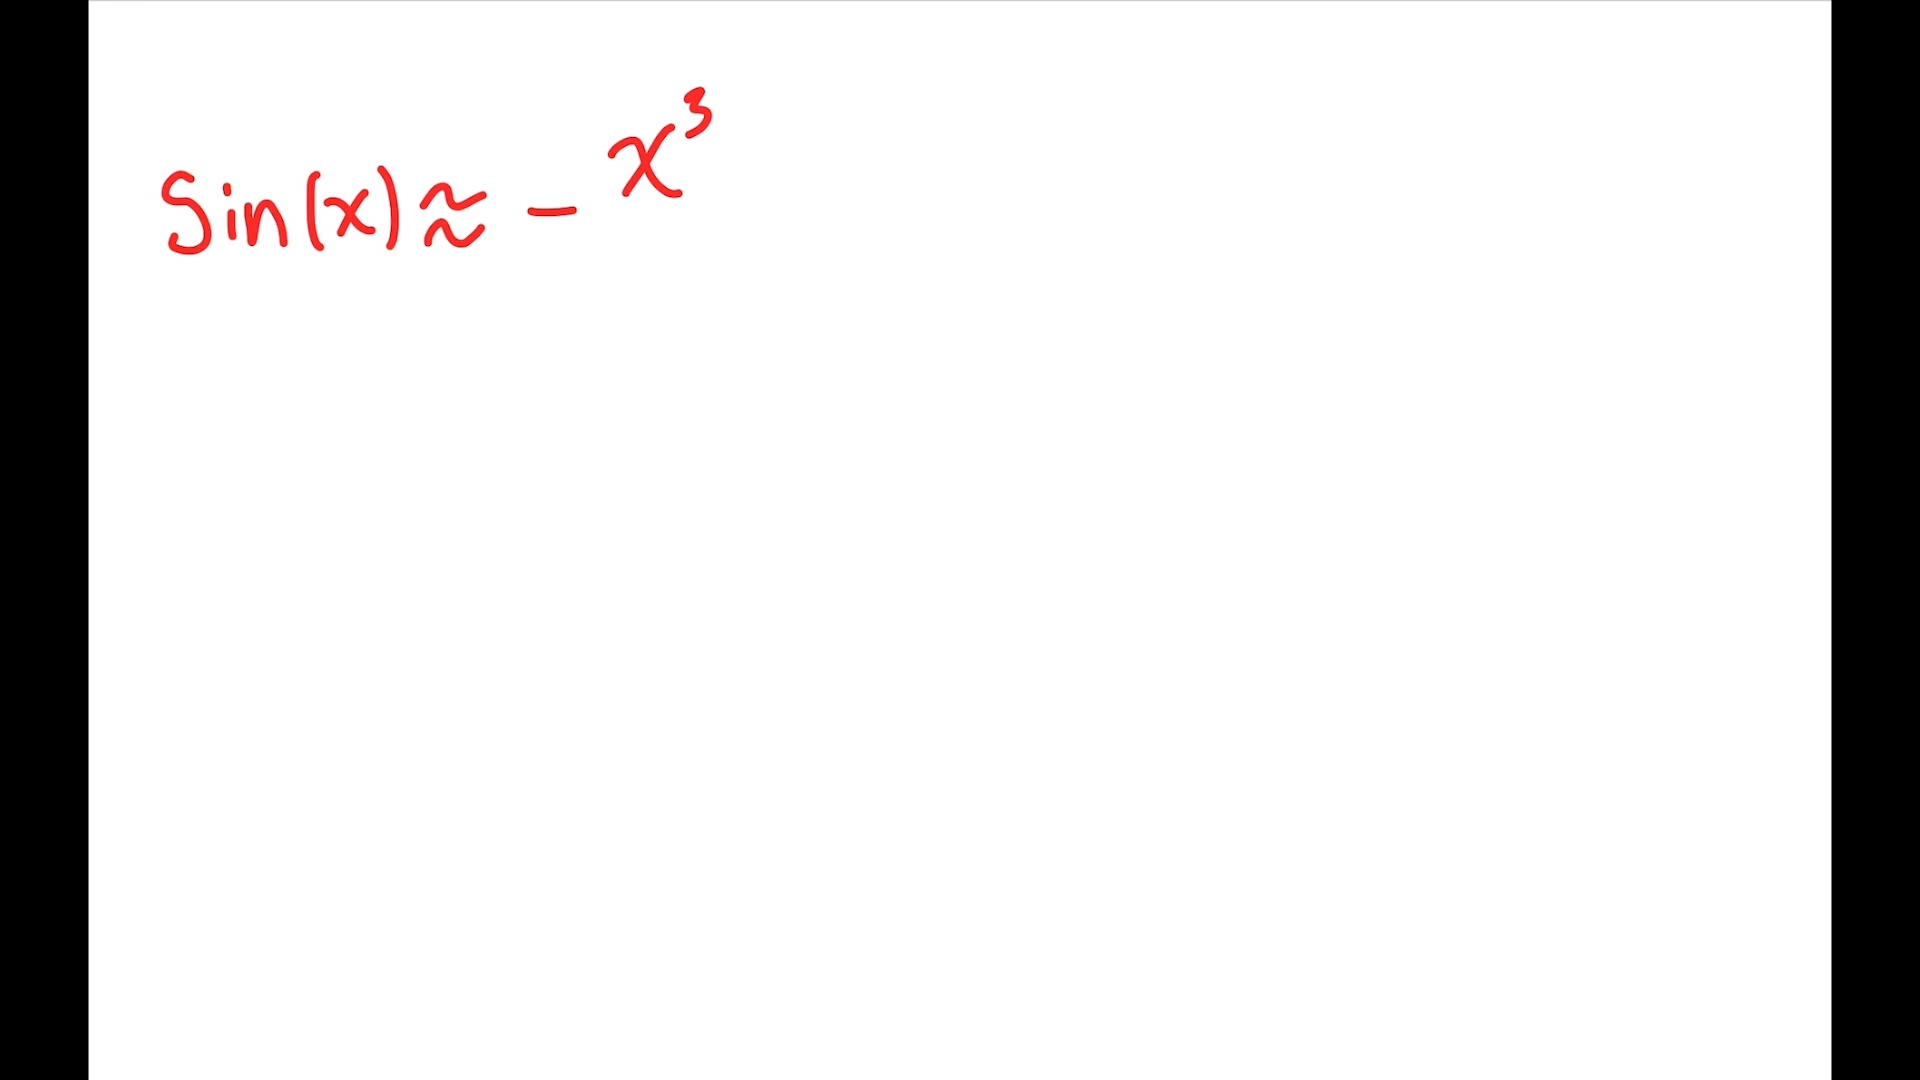 Sin(x) ≈ - x³